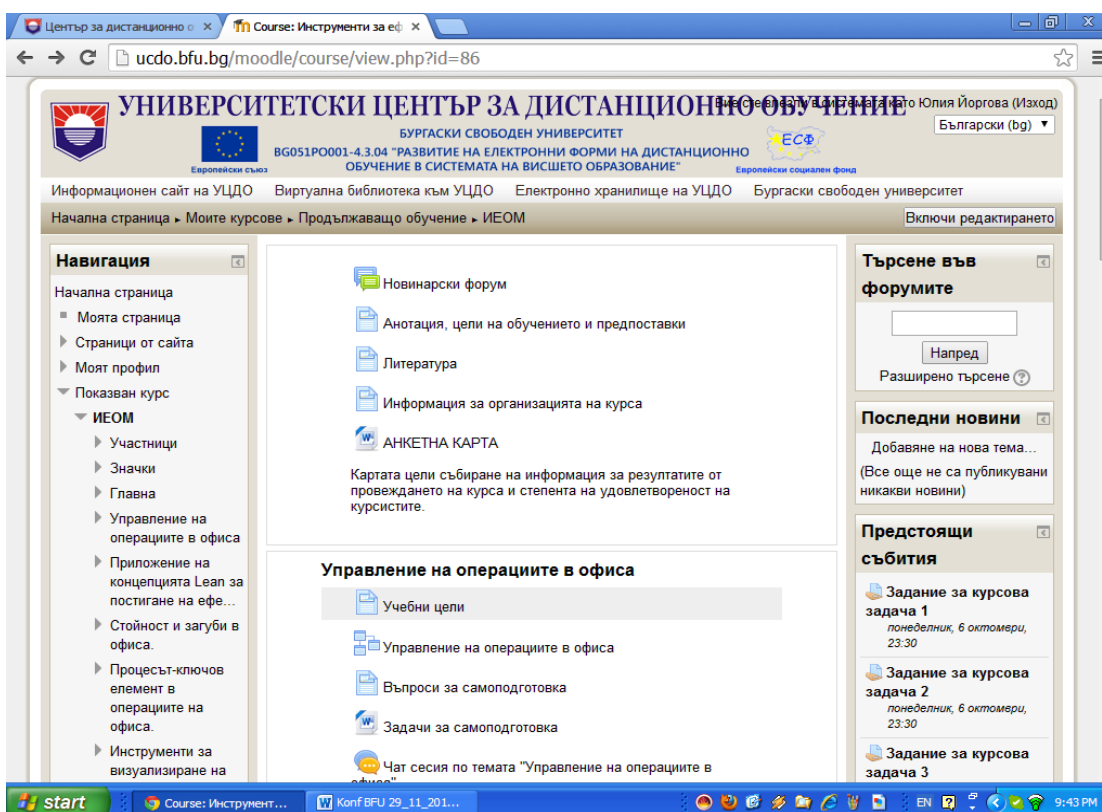 Център за дистанционно о
Course: Инструменти за еф
ucdo.bfu.bg/moodle/course/view.php?id=86
УНИВЕРСИТЕТСКИ ЦЕНТЪР ЗА ДИСТАНЦИОННО ОБУЧЕНИЕ
Вие сте влезли в системата като Юлия Йоргова (Изход)
Български (bg)
БУРГАСКИ СВОБОДЕН УНИВЕРСИТЕТ
BG051PO001-4.3.04 "РАЗВИТИЕ НА ЕЛЕКТРОННИ ФОРМИ НА ДИСТАНЦИОННО
ОБУЧЕНИЕ В СИСТЕМАТА НА ВИСШЕТО ОБРАЗОВАНИЕ"
Европейски съюз
ЕСФ
Европейски социален фонд
Информационен сайт на УЦДО Виртуална библиотека към УЦДО Електронно хранилище на УЦДО Бургаски свободен университет
Начална страница ▸ Моите курсове ▸ Продължаващо обучение ▸ ИЕОМ
Включи редактирането
Навигация
Начална страница
Моята страница
Страници от сайта
Моят профил
Показван курс
ИЕОМ
Участници
Значки
Главна
Управление на
операциите в офиса
Приложение на
концепцията Lean за
постигане на ефе...
Стойност и загуби в
офиса.
Процесът-ключов
елемент в
операциите на
офиса.
Инструменти за
визуализиране на
Новинарски форум
Анотация, цели на обучението и предпоставки
Литература
Информация за организацията на курса
АНКЕТНА КАРТА
Картата цели събиране на информация за резултатите от
провеждането на курса и степента на удовлетвореност на
курсистите.
Управление на операциите в офиса
Учебни цели
Управление на операциите в офиса
Въпроси за самоподготовка
Задачи за самоподготовка
Чат сесия по темата "Управление на операциите в
офиса"
Търсене във
форумите
Напред
Разширено търсене
Последни новини
Добавяне на нова тема...
(Все още не са публикувани
никакви новини)
Предстоящи
събития
Задание за курсова
задача 1
понеделник, 6 октомври,
23:30
Задание за курсова
задача 2
понеделник, 6 октомври,
23:30
Задание за курсова
задача 3
start
Course: Инструмент...
Konf BFU 29_11_201...
EN
9:43 PM